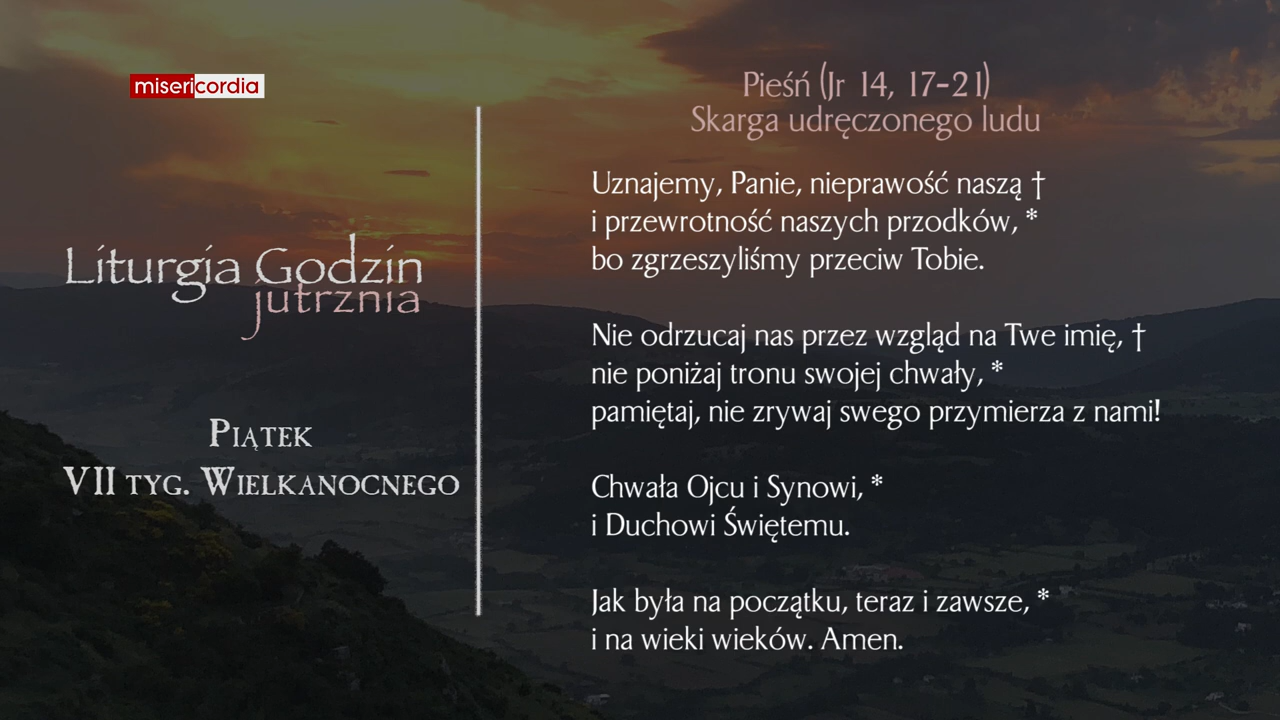 misericordia
Liturgia Godzin
jutrznia
Piątek
VII tyg. Wielkanocnego
Pieśń (Jr 14, 17-21)
Skarga udręczonego ludu
Uznajemy, Panie, nieprawość naszą †
i przewrotność naszych przodków, *
bo zgrzeszyliśmy przeciw Tobie.
Nie odrzucaj nas przez wzgląd na Twe imię, †
nie poniżaj tronu swojej chwały, *
pamiętaj, nie zrywaj swego przymierza z nami!
Chwała Ojcu i Synowi, *
i Duchowi Świętemu.
Jak była na początku, teraz i zawsze, *
i na wieki wieków. Amen.